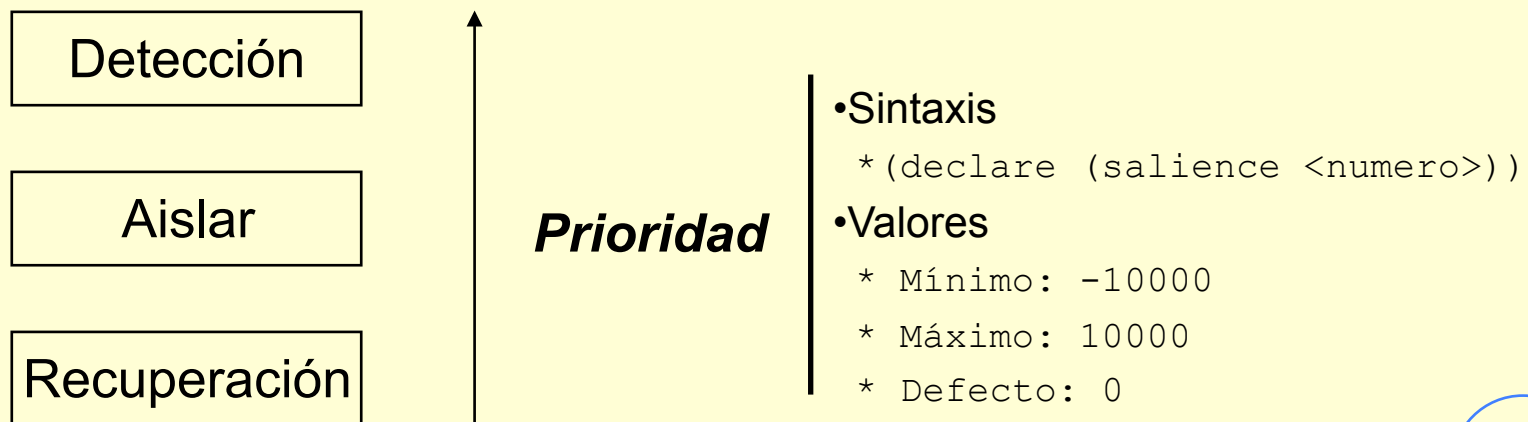 Detección
Aislar
Recuperación
Prioridad
•Sintaxis
*(declare (salience <numero>))
•Valores
* Mínimo: -10000
* Máximo: 10000
* Defecto: 0